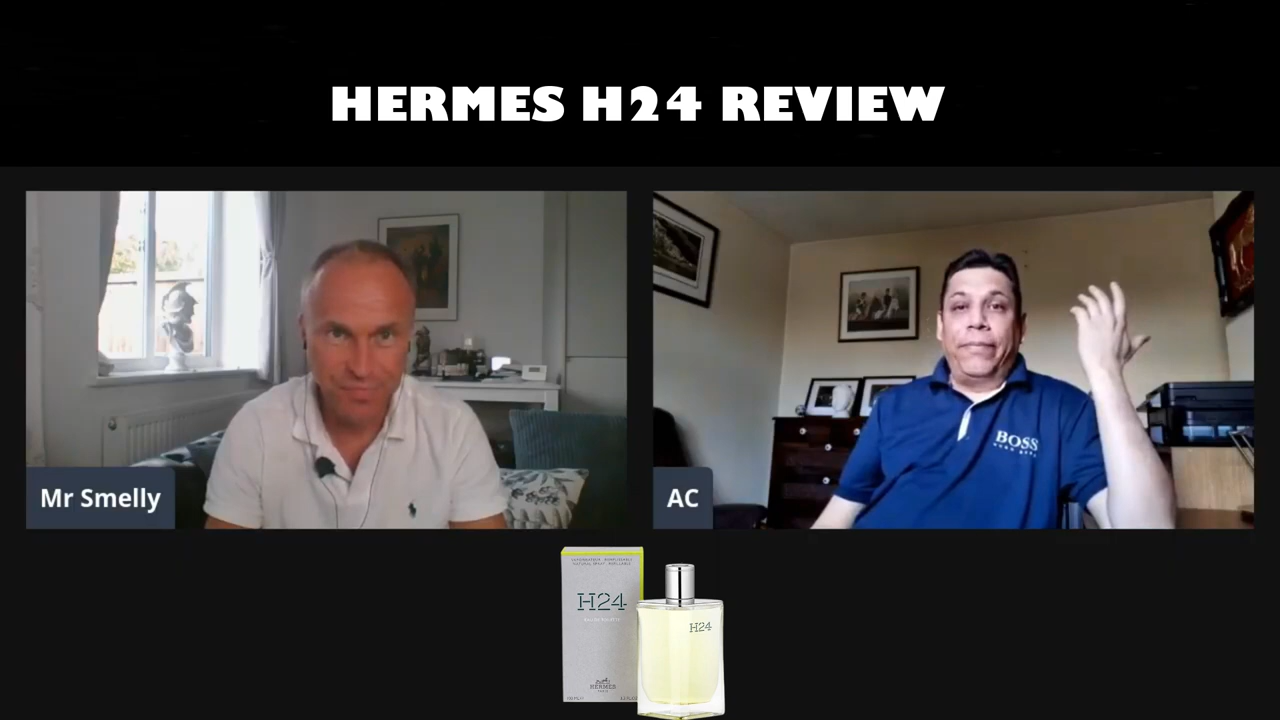 HERMES H24 REVIEW
Mr Smelly
AC
BOSS
H24
H24
HERMES